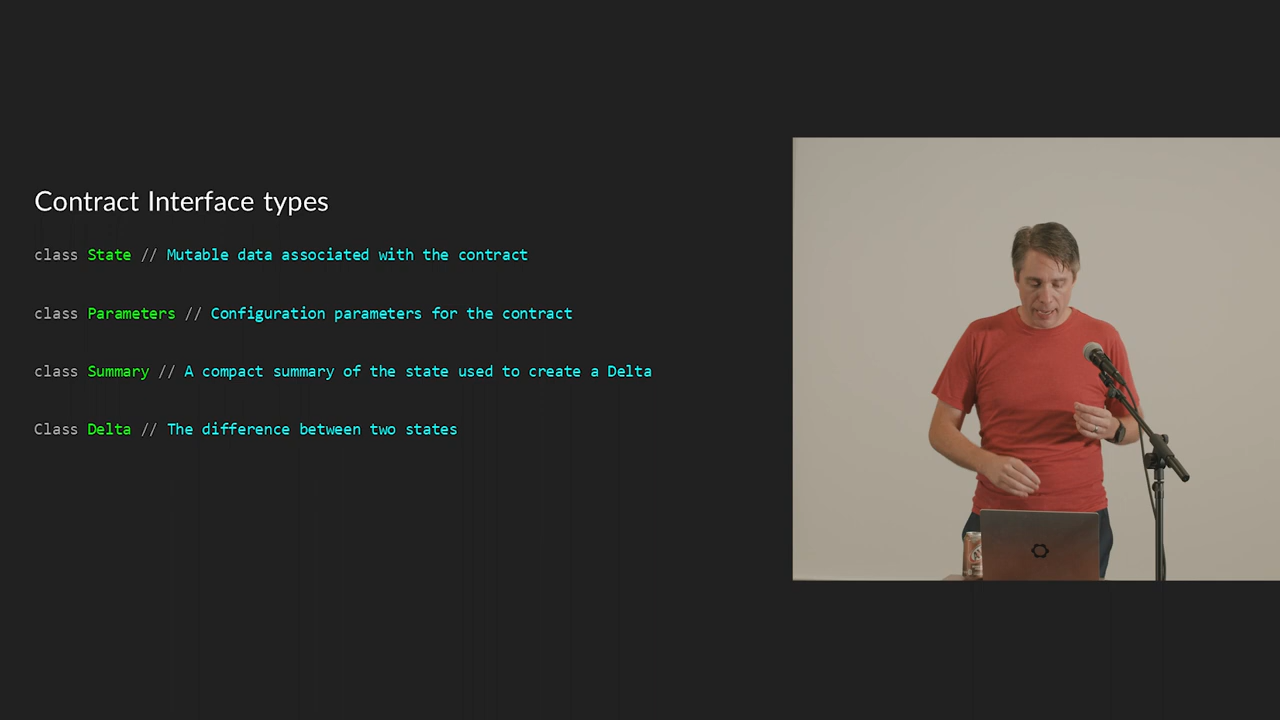 Contract Interface types
class State // Mutable data associated with the contract
class Parameters // Configuration parameters for the contract
class Summary // A compact summary of the state used to create a Delta
Class Delta // The difference between two states